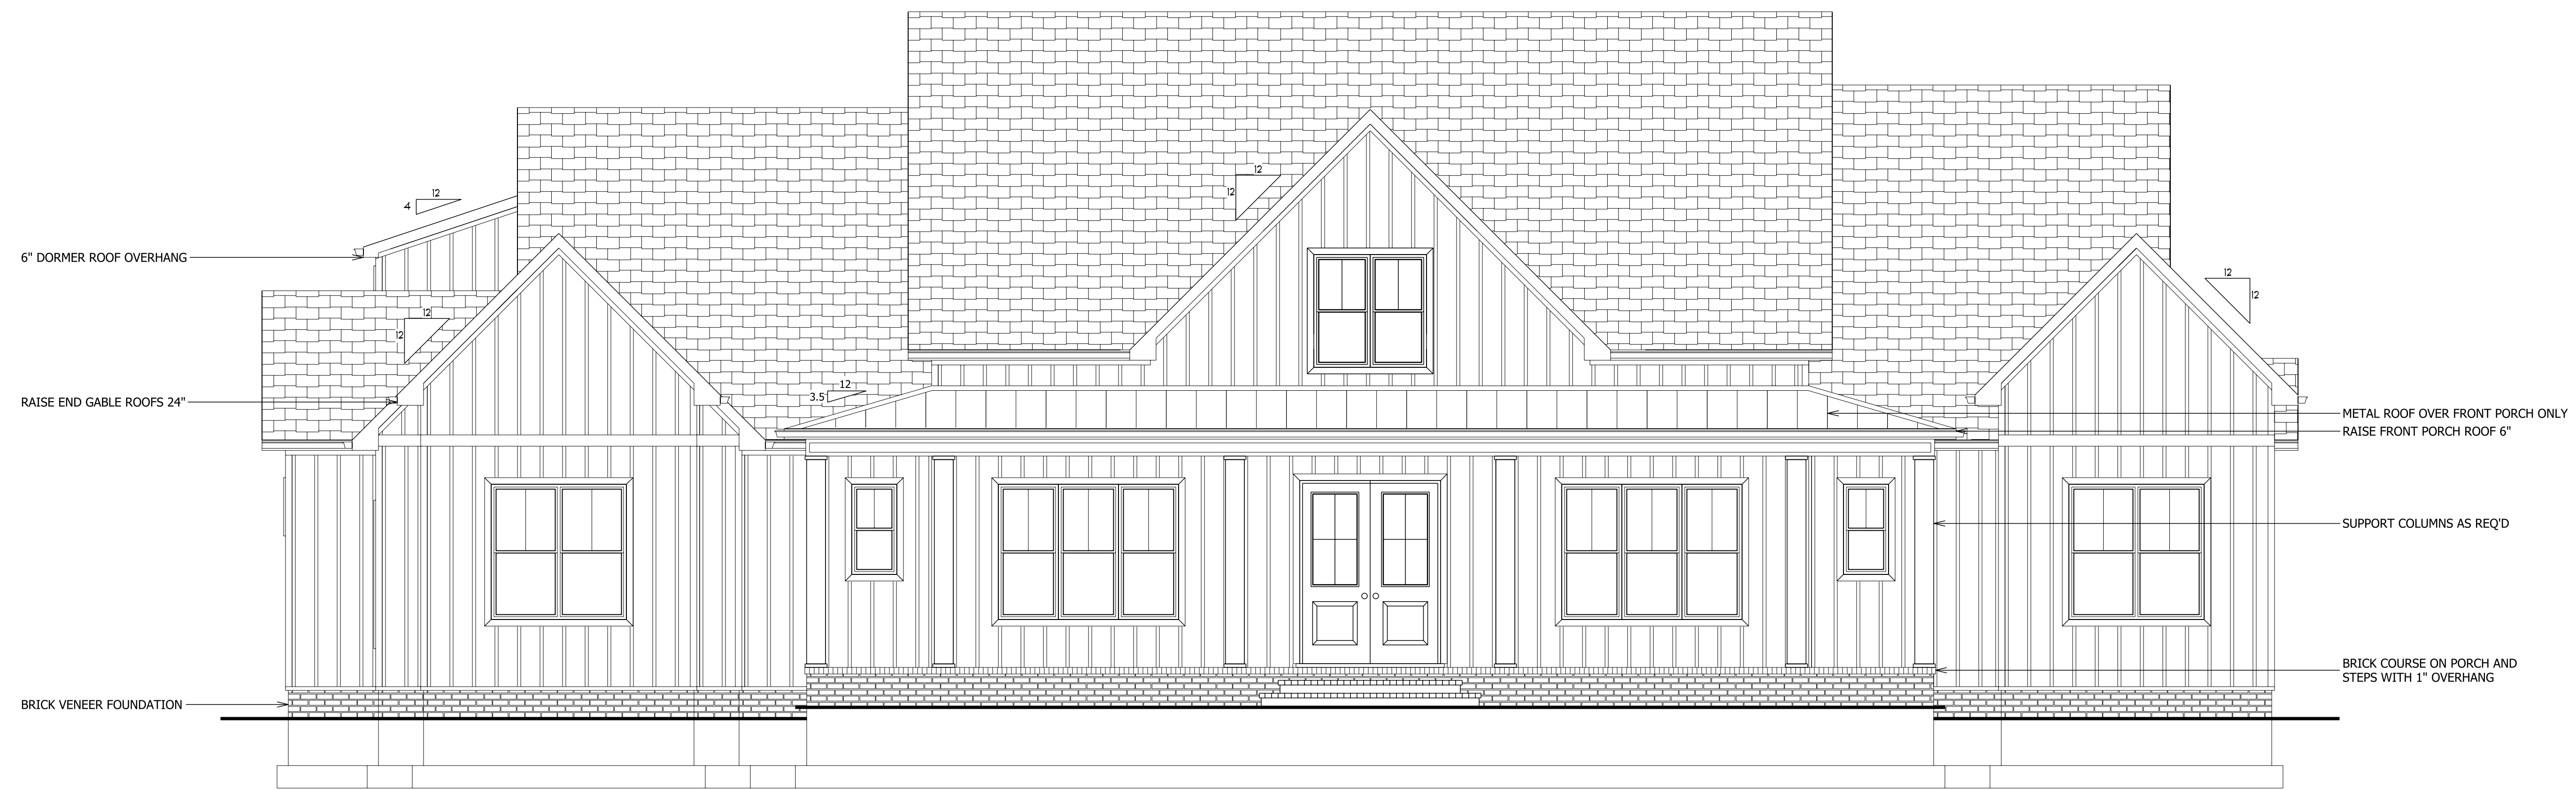 12
4
6" DORMER ROOF OVERHANG
12
12
RAISE END GABLE ROOFS 24"
BRICK VENEER FOUNDATION
12
3.5
12
12
12
12
METAL ROOF OVER FRONT PORCH ONLY
RAISE FRONT PORCH ROOF 6"
SUPPORT COLUMNS AS REQ'D
BRICK COURSE ON PORCH AND
STEPS WITH 1" OVERHANG